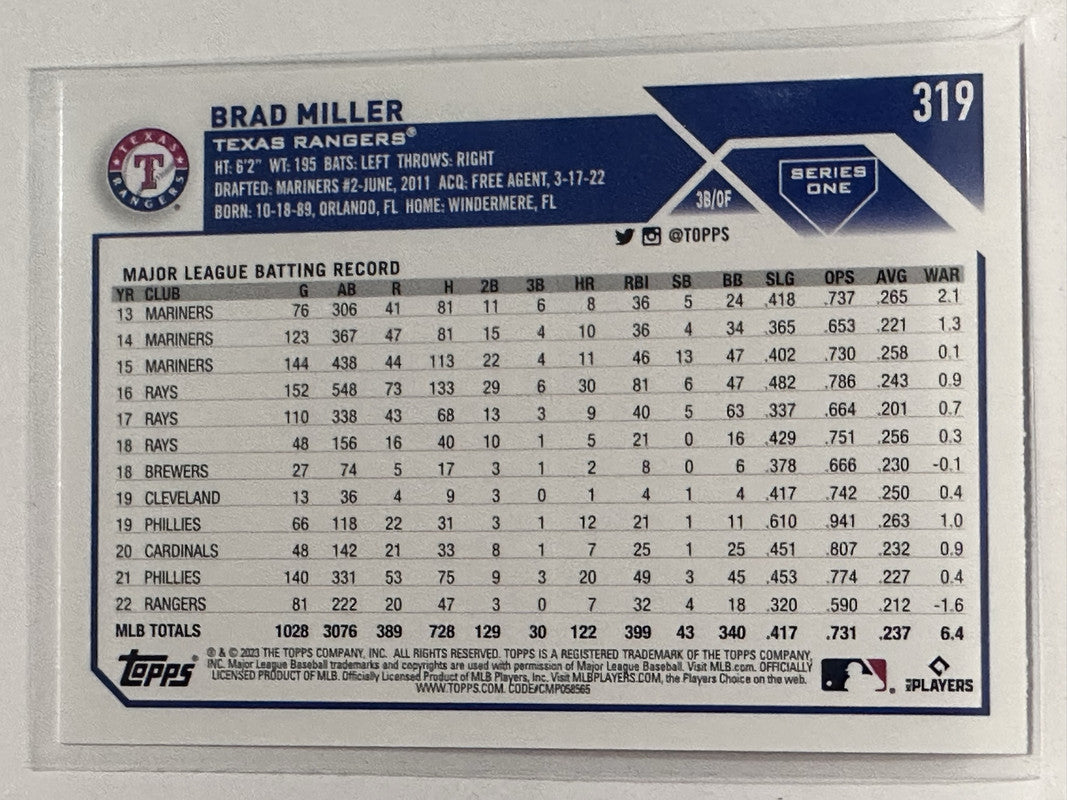 BRAD MILLER
319
TEXAS RANGERS®
HT: 6'2" WT: 195 BATS: LEFT THROWS: RIGHT
DRAFTED: MARINERS #2-JUNE, 2011 ACQ: FREE AGENT, 3-17-22
BORN: 10-18-89, ORLANDO, FL HOME: WINDERMERE, FL
TEXAS RANGERS
T
3B/OF
SERIES
ONE
@TOPPS
MAJOR LEAGUE BATTING RECORD
YR CLUB G AB R H 2B 3B HR RBI SB BB SLG OPS AVG WAR
13 MARINERS 76 306 41 81 11 6 8 36 5 24 .418 .737 .265 2.1
14 MARINERS 123 367 47 81 15 4 10 36 4 34 .365 .653 .221 1.3
15 MARINERS 144 438 44 113 22 4 11 46 13 47 .402 .730 .258 0.1
16 RAYS 152 548 73 133 29 6 30 81 6 47 .482 .786 .243 0.9
17 RAYS 110 338 43 68 13 3 9 40 5 63 .337 .664 .201 0.7
18 RAYS 48 156 16 40 10 1 5 21 0 16 .429 .751 .256 0.3
18 BREWERS 27 74 5 17 3 1 2 8 0 6 .378 .666 .230 -0.1
19 CLEVELAND 13 36 4 9 3 0 1 4 1 4 .417 .742 .250 0.4
19 PHILLIES 66 118 22 31 3 1 12 21 1 11 .610 .941 .263 1.0
20 CARDINALS 48 142 21 33 8 1 7 25 1 25 .451 .807 .232 0.9
21 PHILLIES 140 331 53 75 9 3 20 49 3 45 .453 .774 .227 0.4
22 RANGERS 81 222 20 47 3 0 7 32 4 18 .320 .590 .212 -1.6
MLB TOTALS 1028 3076 389 728 129 30 122 399 43 340 .417 .731 .237 6.4
Topps®
® & © 2023 THE TOPPS COMPANY, INC. ALL RIGHTS RESERVED. TOPPS IS A REGISTERED TRADEMARK OF THE TOPPS COMPANY,
INC. Major League Baseball trademarks and copyrights are used with permission of Major League Baseball. Visit MLB.com. OFFICIALLY
LICENSED PRODUCT OF MLB. Officially Licensed Product of MLB Players, Inc. Visit MLBPLAYERS.COM, the Players Choice on the web.
WWW.TOPPS.COM. CODE#CMP058565
MLB PLAYERS